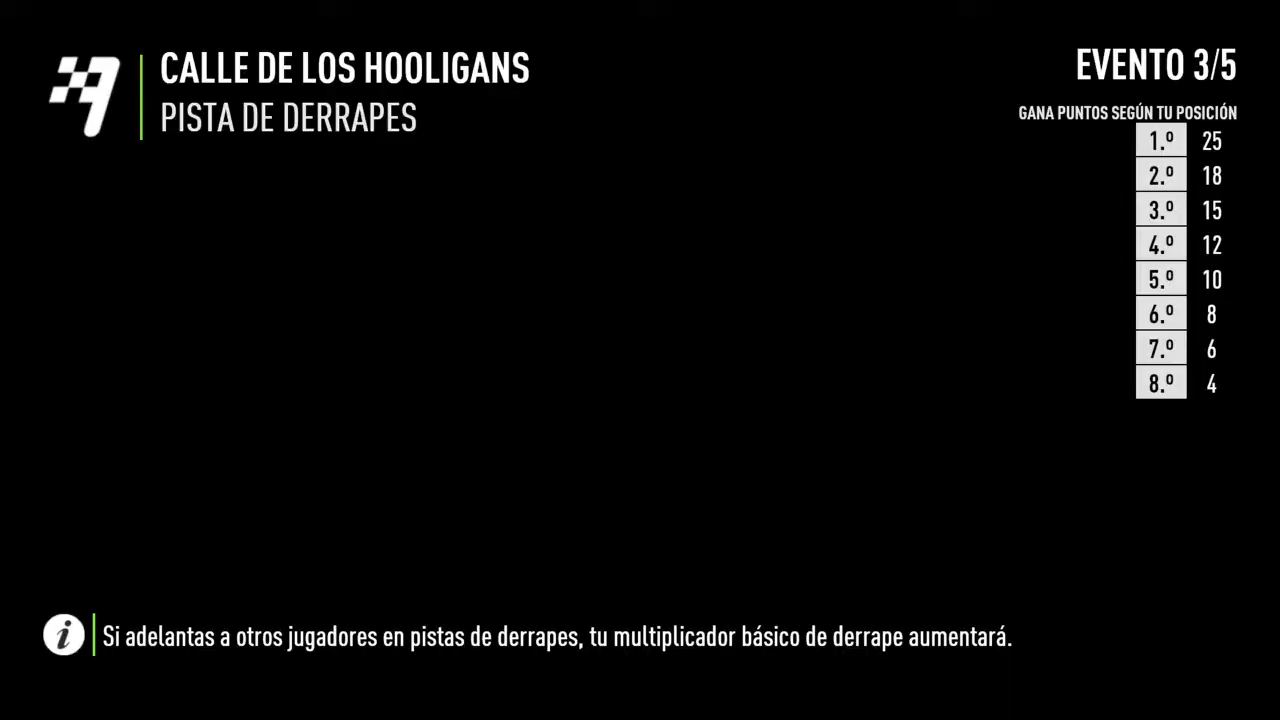 CALLE DE LOS HOOLIGANS
PISTA DE DERRAPES
EVENTO 3/5
GANA PUNTOS SEGÚN TU POSICIÓN
1.º 25
2.º 18
3.º 15
4.º 12
5.º 10
6.º 8
7.º 6
8.º 4
i Si adelantas a otros jugadores en pistas de derrapes, tu multiplicador básico de derrape aumentará.